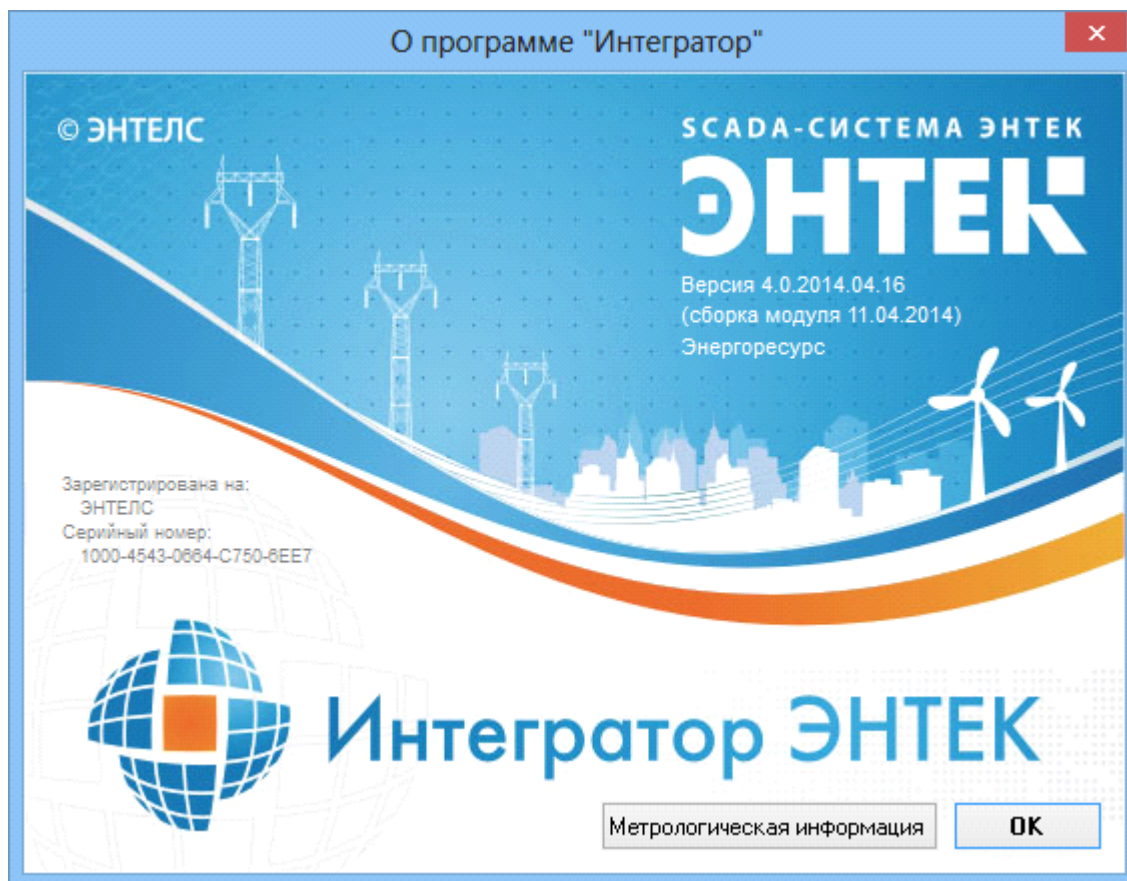 О программе "Интегратор"
© ЭНТЕЛС
SCADA-СИСТЕМА ЭНТЕК
ЭНТЕК
Версия 4.0.2014.04.16
(сборка модуля 11.04.2014)
Энергоресурс
Зарегистрирована на:
ЭНТЕЛС
Серийный номер:
1000-4543-0664-C750-6EE7
Интегратор ЭНТЕК
Метрологическая информация
OK